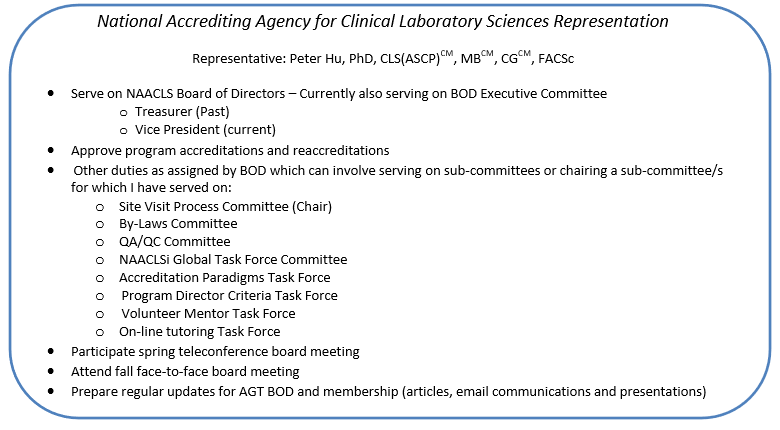 National Accrediting Agency for Clinical Laboratory Sciences Representation
Representative: Peter Hu, PhD, CLS(ASCP)CM, MBCM, CGCM, FACSc
• Serve on NAACLS Board of Directors – Currently also serving on BOD Executive Committee
o Treasurer (Past)
o Vice President (current)
• Approve program accreditations and reaccreditations
• Other duties as assigned by BOD which can involve serving on sub-committees or chairing a sub-committee/s
for which I have served on:
o Site Visit Process Committee (Chair)
o By-Laws Committee
o QA/QC Committee
o NAACLSi Global Task Force Committee
o Accreditation Paradigms Task Force
o Program Director Criteria Task Force
o Volunteer Mentor Task Force
o On-line tutoring Task Force
• Participate spring teleconference board meeting
• Attend fall face-to-face board meeting
• Prepare regular updates for AGT BOD and membership (articles, email communications and presentations)